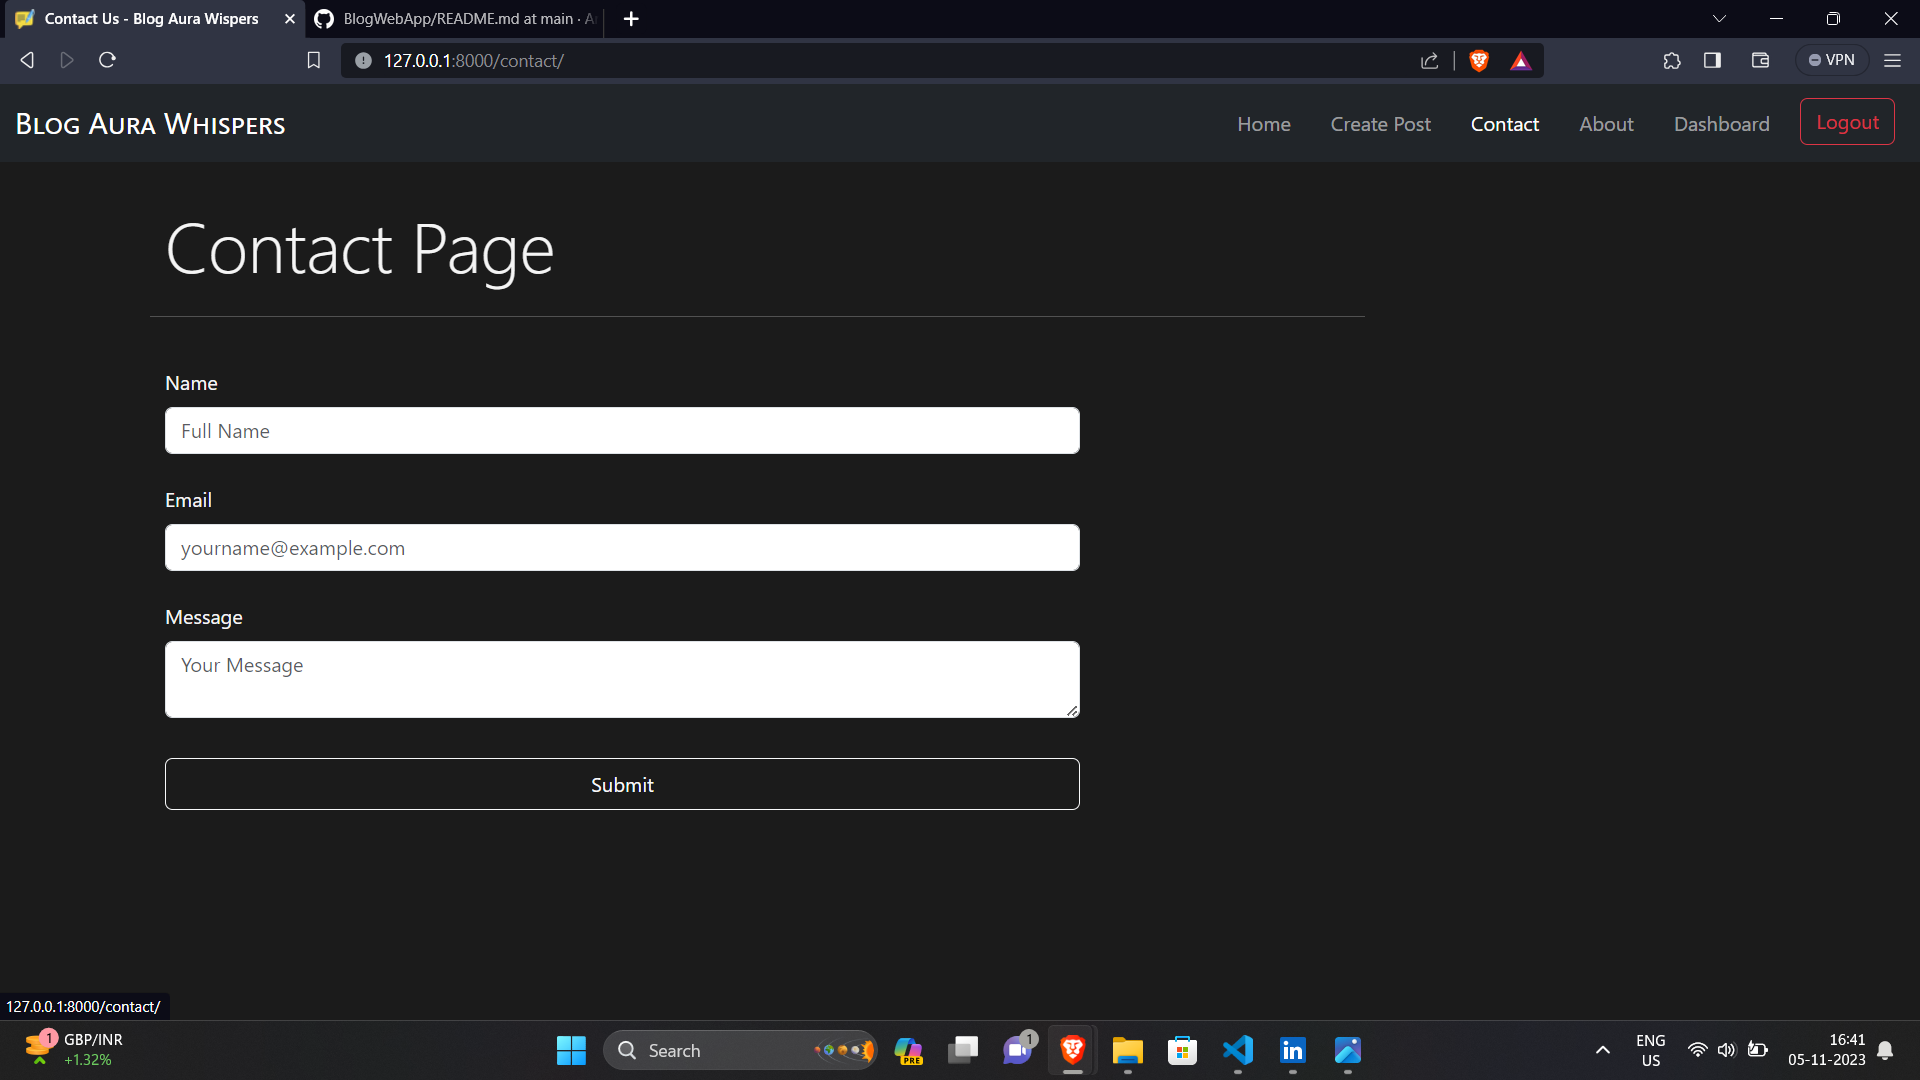 Contact Us - Blog Aura Wispers
BlogWebApp/README.md at main · A
127.0.0.1:8000/contact/
VPN
Blog Aura Whispers
Home
Create Post
Contact
About
Dashboard
Logout
Contact Page
Name
Full Name
Email
yourname@example.com
Message
Your Message
Submit
127.0.0.1:8000/contact/
1
GBP/INR
+1.32%
Search
PRE
1
in
ENG
US
16:41
05-11-2023